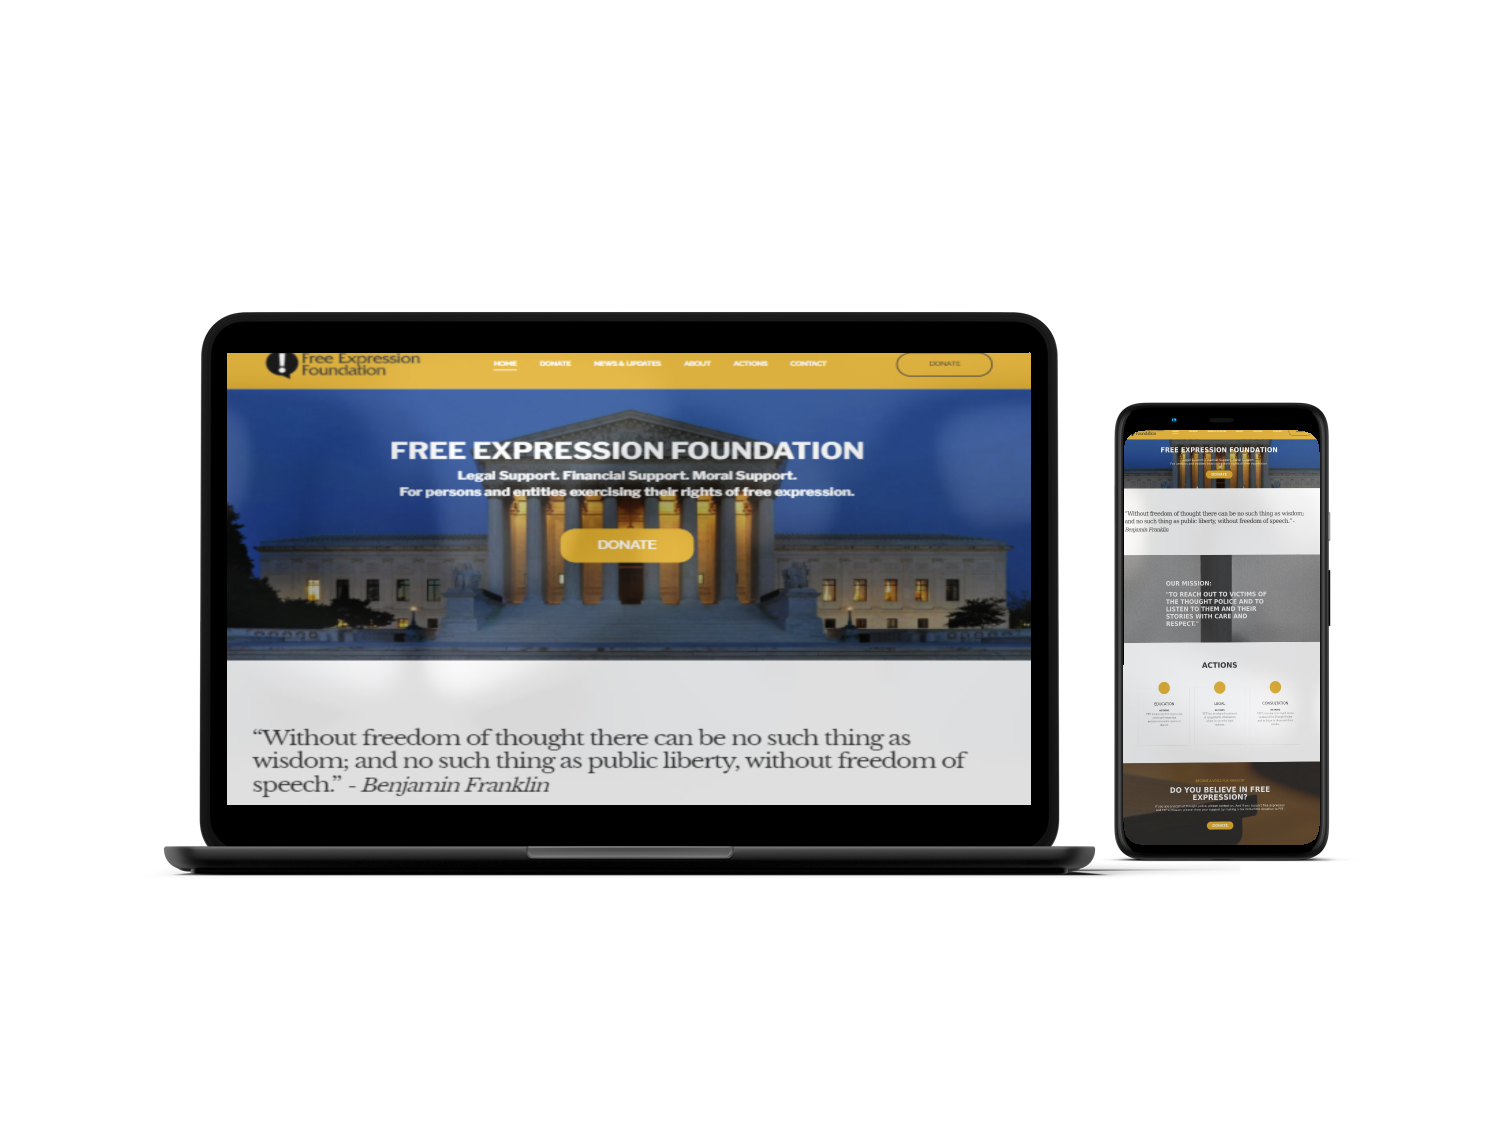 Free Expression
Foundation
HOME DONATE NEWS & UPDATES ABOUT ACTIONS CONTACT
DONATE
FREE EXPRESSION FOUNDATION
Legal Support. Financial Support. Moral Support.
For persons and entities exercising their rights of free expression.
DONATE
“Without freedom of thought there can be no such thing as
wisdom; and no such thing as public liberty, without freedom of
speech.” - Benjamin Franklin
FREE EXPRESSION FOUNDATION
DONATE
“Without freedom of thought there can be no such thing as wisdom;
and no such thing as public liberty, without freedom of speech.” -
Benjamin Franklin
OUR MISSION:
"TO REACH OUT TO VICTIMS OF
THE THOUGHT POLICE AND TO
LISTEN TO THEM AND THEIR
STORIES WITH CARE AND
RESPECT."
ACTIONS
EDUCATION
LEGAL
DO YOU BELIEVE IN FREE
EXPRESSION?
DONATE